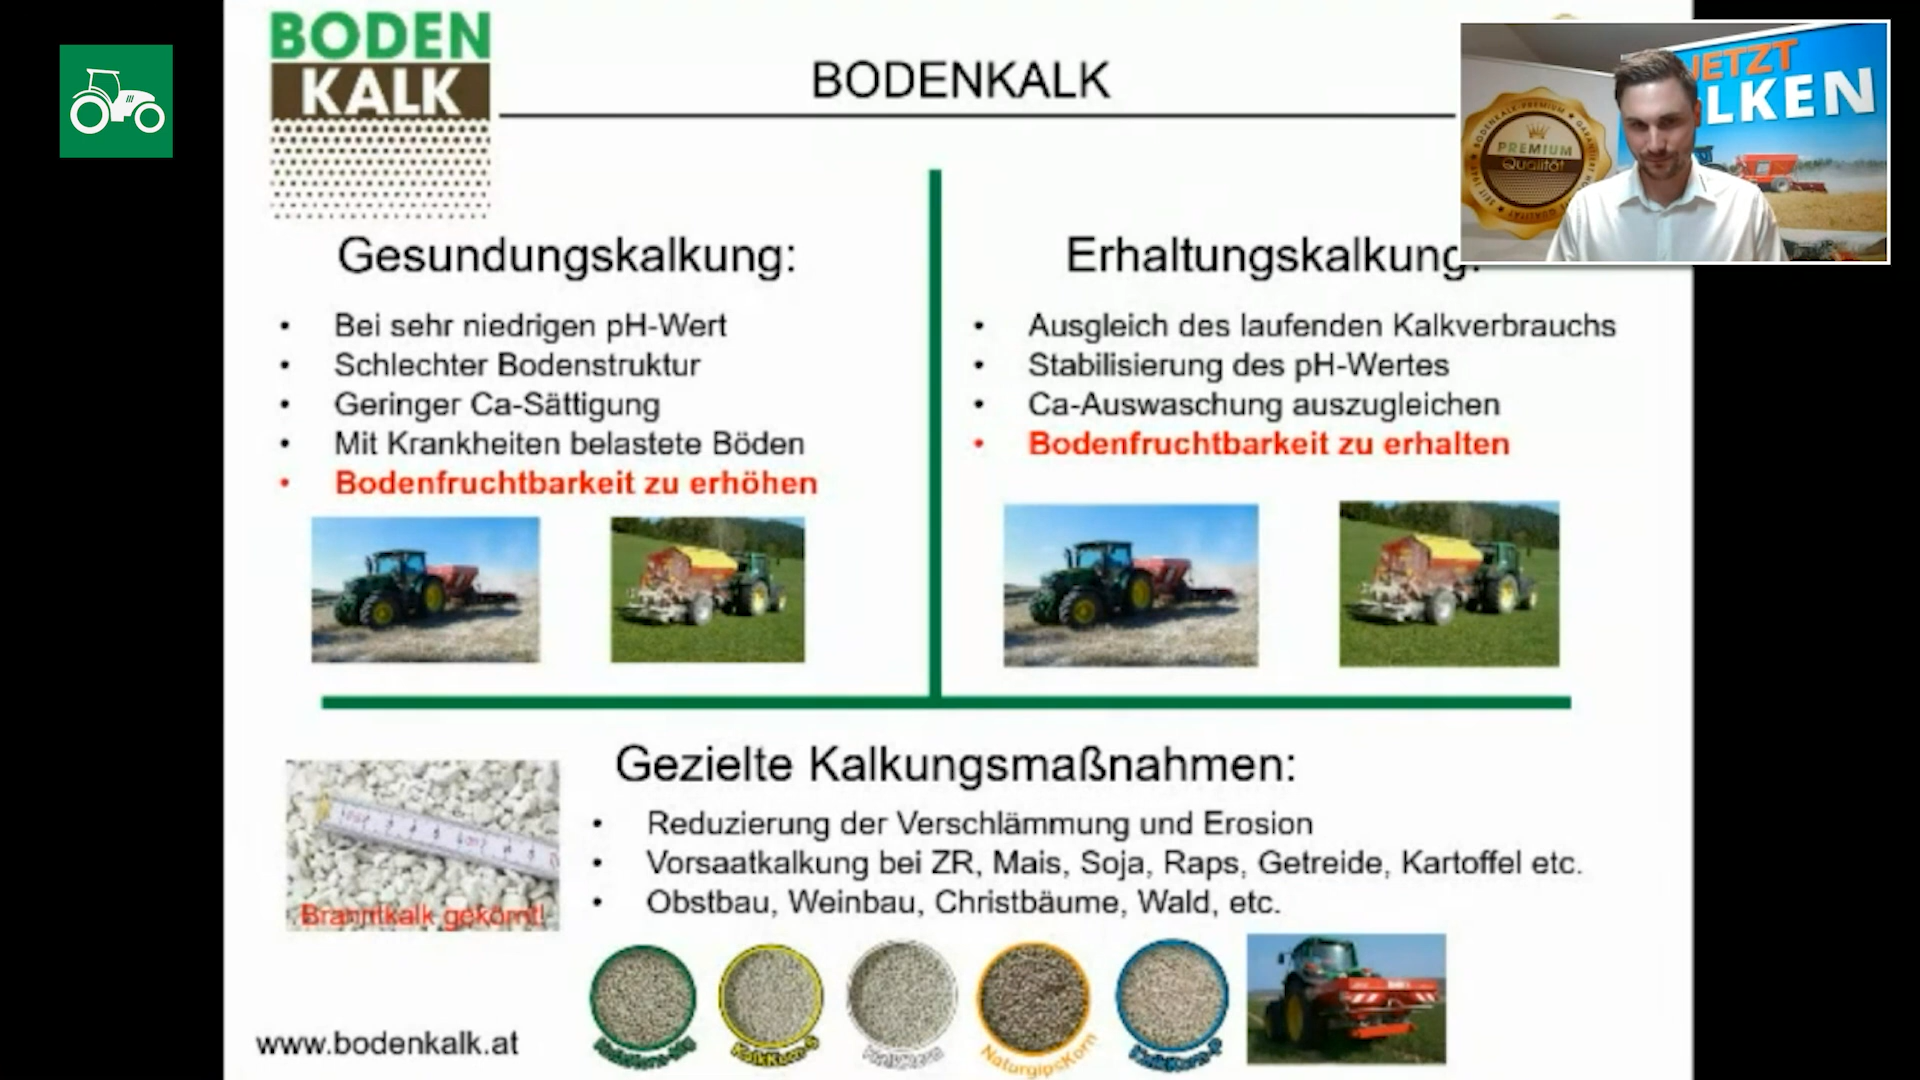 BODEN
KALK
BODENKALK
JETZT
LKEN
PREMIUM
Qualität
Gesundungskalkung:
• Bei sehr niedrigen pH-Wert
• Schlechter Bodenstruktur
• Geringer Ca-Sättigung
• Mit Krankheiten belastete Böden
• Bodenfruchtbarkeit zu erhöhen
Erhaltungskalkung:
• Ausgleich des laufenden Kalkverbrauchs
• Stabilisierung des pH-Wertes
• Ca-Auswaschung auszugleichen
• Bodenfruchtbarkeit zu erhalten
Gezielte Kalkungsmaßnahmen:
• Reduzierung der Verschlämmung und Erosion
• Vorsaatkalkung bei ZR, Mais, Soja, Raps, Getreide, Kartoffel etc.
• Obstbau, Weinbau, Christbäume, Wald, etc.
Branntkalk gekörnt!
NaturgipsKorn
www.bodenkalk.at